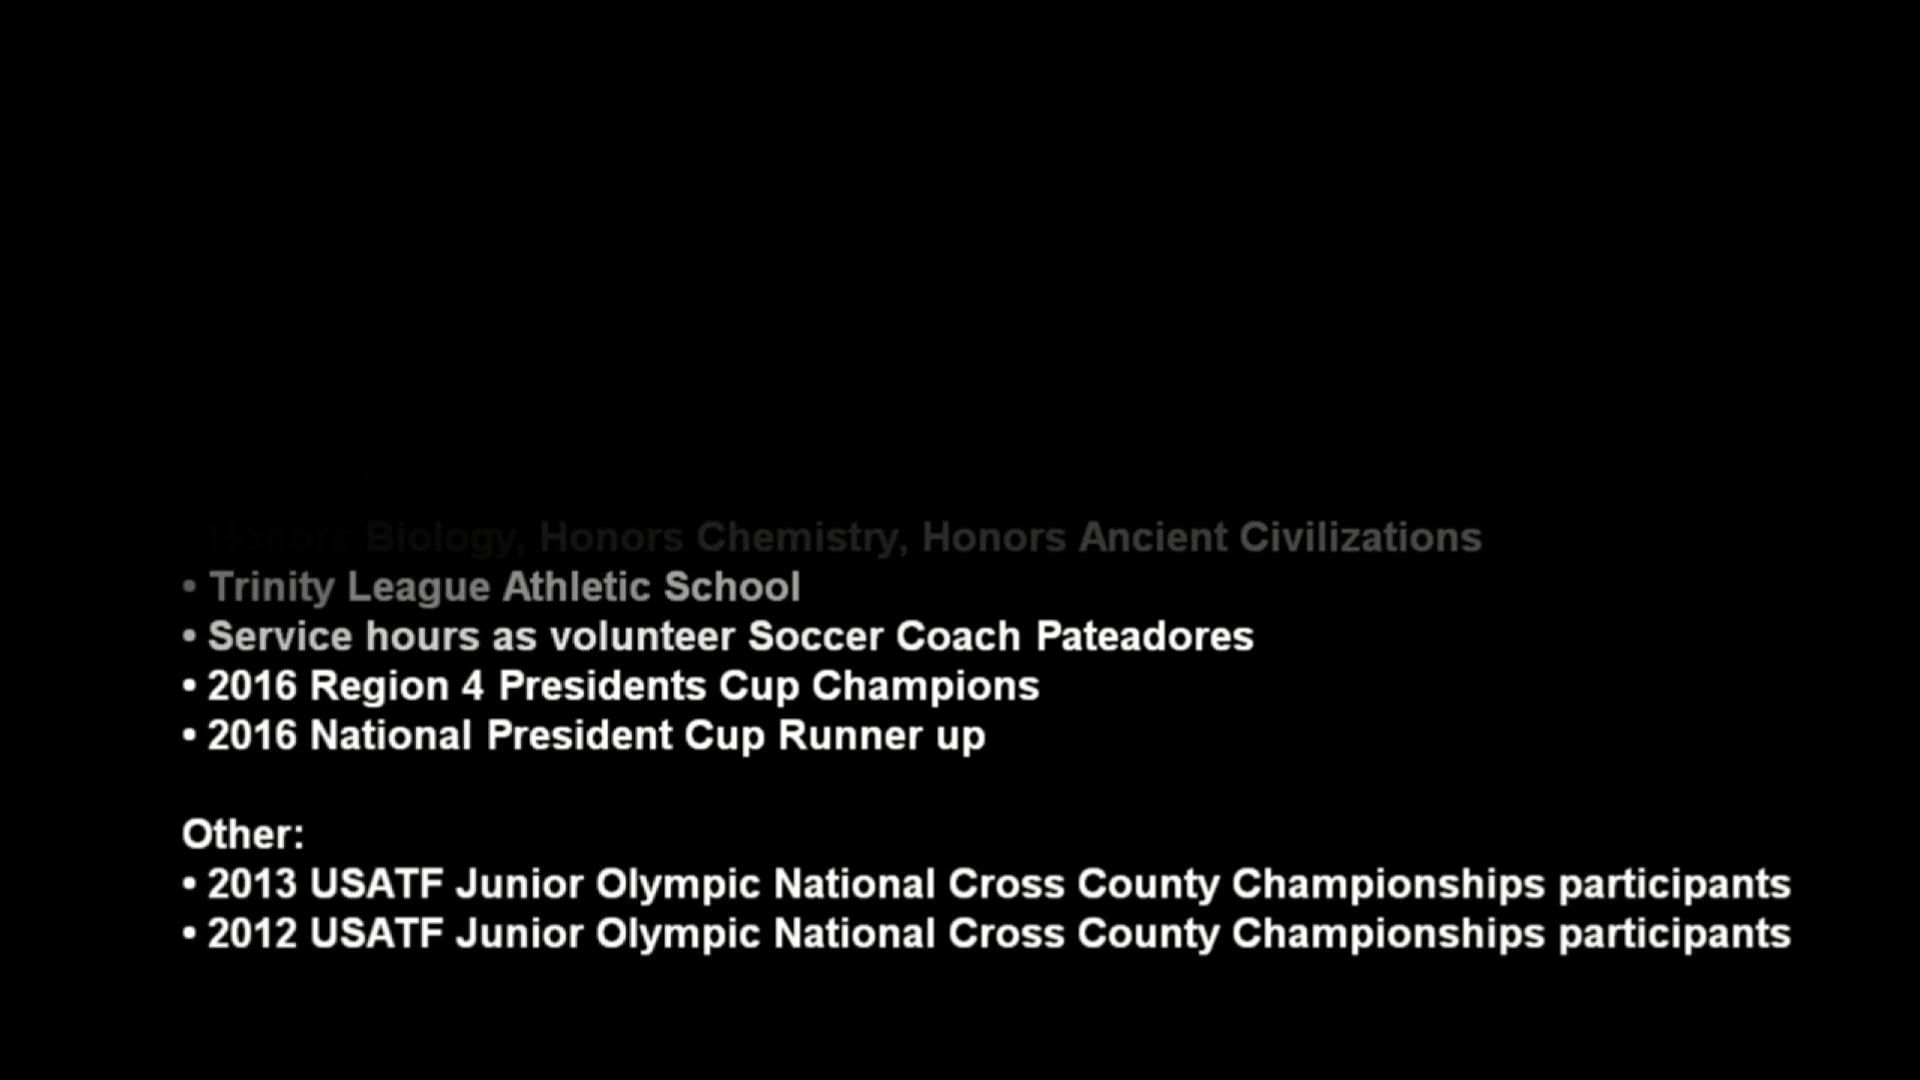 Honors Biology, Honors Chemistry, Honors Ancient Civilizations
• Trinity League Athletic School
• Service hours as volunteer Soccer Coach Pateadores
• 2016 Region 4 Presidents Cup Champions
• 2016 National President Cup Runner up
Other:
• 2013 USATF Junior Olympic National Cross County Championships participants
• 2012 USATF Junior Olympic National Cross County Championships participants